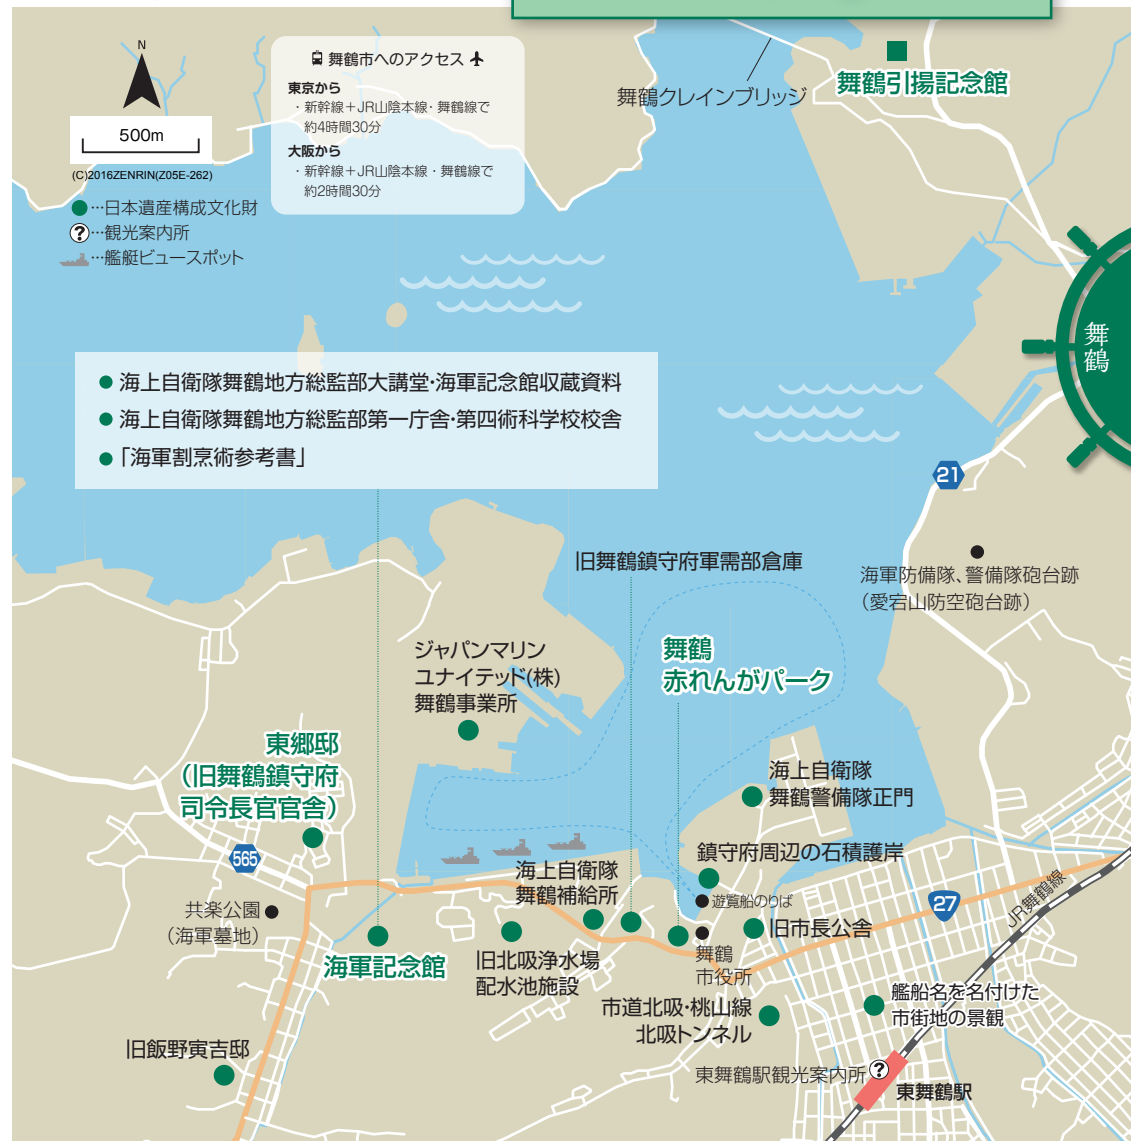 N
500m
(C)2016ZENRIN(Z05E-262)
●…日本遺産構成文化財
?…観光案内所
…艦艇ビュースポット
舞鶴市へのアクセス
東京から
・新幹線＋JR山陰本線・舞鶴線で
約4時間30分
大阪から
・新幹線＋JR山陰本線・舞鶴線で
約2時間30分
舞鶴クレインブリッジ
舞鶴引揚記念館
舞鶴
●海上自衛隊舞鶴地方総監部大講堂・海軍記念館収蔵資料
●海上自衛隊舞鶴地方総監部第一庁舎・第四術科学校校舎
●「海軍割烹術参考書」
21
海軍防備隊、警備隊砲台跡
（愛宕山防空砲台跡）
旧舞鶴鎮守府軍需部倉庫
ジャパンマリン
ユナイテッド(株)
舞鶴事業所
舞鶴
赤れんがパーク
東郷邸
（旧舞鶴鎮守府
司令長官官舎）
海上自衛隊
舞鶴警備隊正門
鎮守府周辺の石積護岸
565
海上自衛隊
舞鶴補給所
遊覧船のりば
27
JR舞鶴線
共楽公園
（海軍墓地）
旧市長公舎
海軍記念館
旧北吸浄水場
配水池施設
舞鶴
市役所
市道北吸・桃山線
北吸トンネル
艦船名を名付けた
市街地の景観
旧飯野寅吉邸
東舞鶴駅観光案内所
?
東舞鶴駅